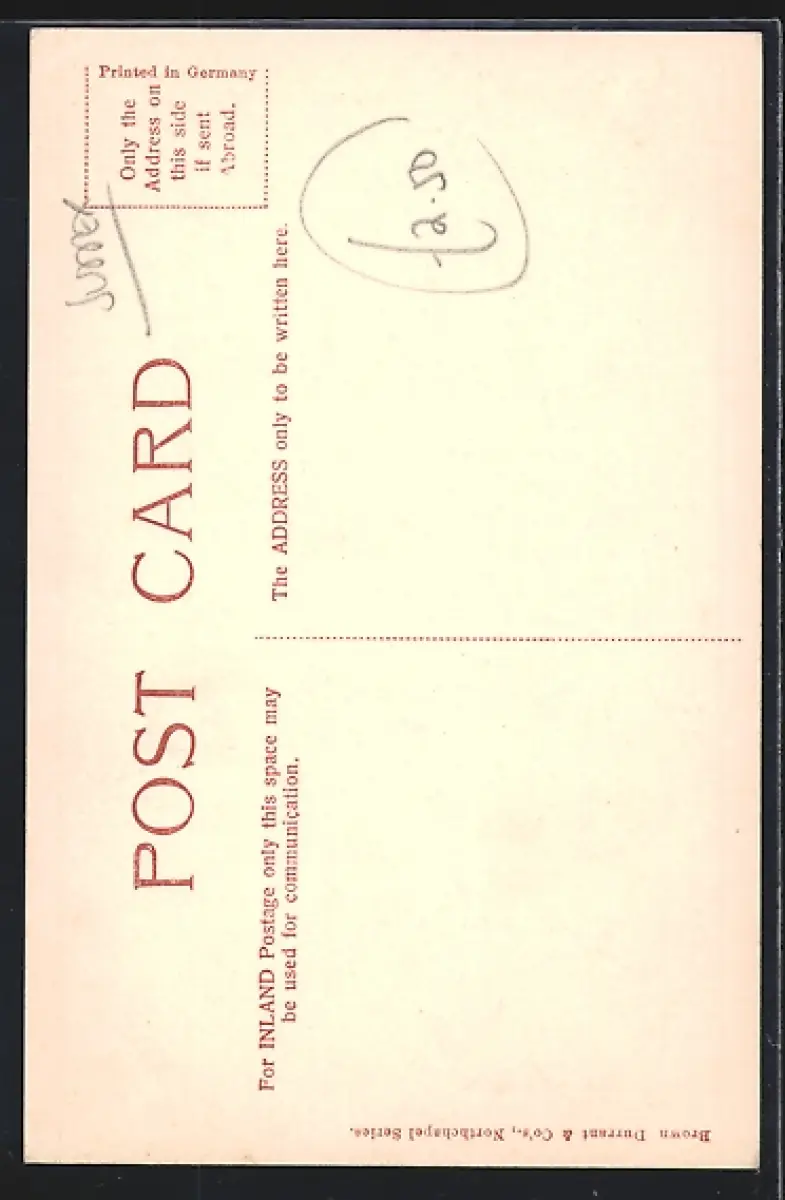 Printed in Germany
Only the
Address on
this side
if sent
Abroad.
SUSSEX
POST CARD
£2.50
The ADDRESS only to be written here.
For INLAND Postage only this space may
be used for communication.
Brown Durrant & Co's., Northchapel Series.